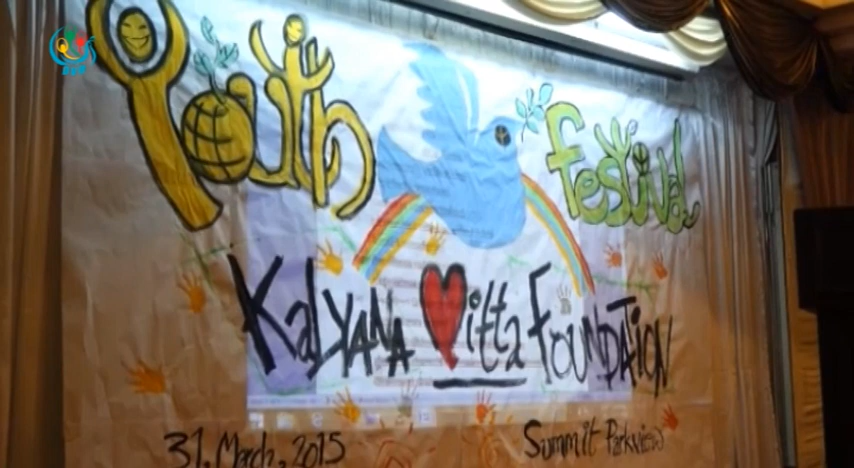 Youth festival
KalyANA Mitta FOUNDATION
31, March, 2015 Summit Parkview